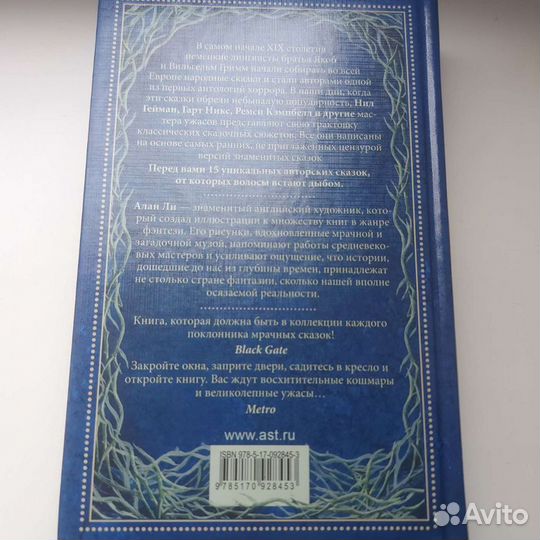 В самом начале XIX столетия
немецкие лингвисты братья Якоб
и Вильгельм Гримм начали собирать во всей
Европе народные сказки и стали авторами одной
из первых антологий хоррора. В наши дни, когда
эти сказки обрели небывалую популярность, Нил
Гейман, Гарт Никс, Ремси Кэмпбелл и другие мас-
тера ужасов представляют свою трактовку
классических сказочных сюжетов. Все они написаны
на основе самых ранних, не приглаженных цензурой
версий знаменитых сказок
Перед вами 15 уникальных авторских сказок,
от которых волосы встают дыбом.
Алан Ли — знаменитый английский художник, кото-
рый создал иллюстрации к множеству книг в жанре
фэнтези. Его рисунки, вдохновленные мрачной и
загадочной музой, напоминают работы средневеко-
вых мастеров и усиливают ощущение, что истории,
дошедшие до нас из глубины времен, принадлежат
не столько стране фантазии, сколько нашей вполне
осязаемой реальности.
Книга, которая должна быть в коллекции каждого
поклонника мрачных сказок!
Black Gate
Закройте окна, заприте двери, садитесь в кресло и
откройте книгу. Вас ждут восхитительные кошмары
и великолепные ужасы...
Metro
www.ast.ru
ISBN 978-5-17-092845-3
9 785170 928453
Avito